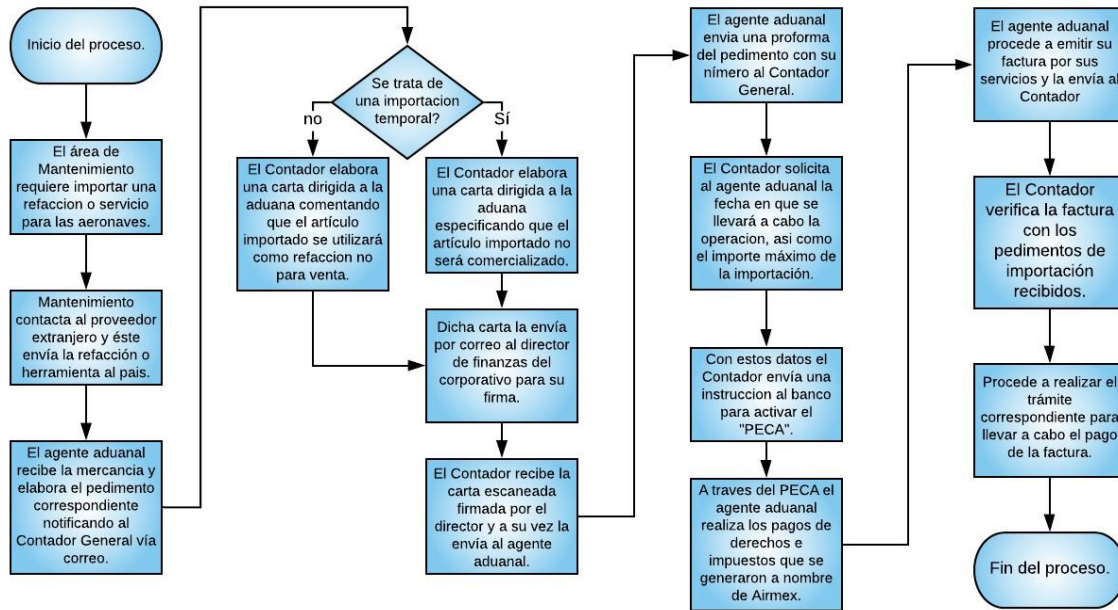 Inicio del proceso.
El área de
Mantenimiento
requiere importar una
refaccion o servicio
para las aeronaves.
Mantenimiento
contacta al proveedor
extranjero y éste
envía la refacción o
herramienta al pais.
El agente aduanal
recibe la mercancia y
elabora el pedimento
correspondiente
notificando al
Contador General vía
correo.
Se trata de
una importacion
temporal?
no
Sí
El Contador elabora
una carta dirigida a la
aduana comentando
que el artículo
importado se utilizará
como refaccion no
para venta.
El Contador elabora
una carta dirigida a la
aduana
especificando que el
artículo importado no
será comercializado.
Dicha carta la envía
por correo al director
de finanzas del
corporativo para su
firma.
El Contador recibe la
carta escaneada
firmada por el
director y a su vez la
envía al agente
aduanal.
El agente aduanal
envia una proforma
del pedimento con su
número al Contador
General.
El Contador solicita
al agente aduanal la
fecha en que se
llevará a cabo la
operacion, asi como
el importe máximo de
la importación.
Con estos datos el
Contador envía una
instruccion al banco
para activar el
"PECA".
A traves del PECA el
agente aduanal
realiza los pagos de
derechos e
impuestos que se
generaron a nombre
de Airmex.
El agente aduanal
procede a emitir su
factura por sus
servicios y la envía al
Contador
El Contador
verifica la factura
con los
pedimentos de
importación
recibidos.
Procede a realizar el
trámite
correspondiente para
llevar a cabo el pago
de la factura.
Fin del proceso.